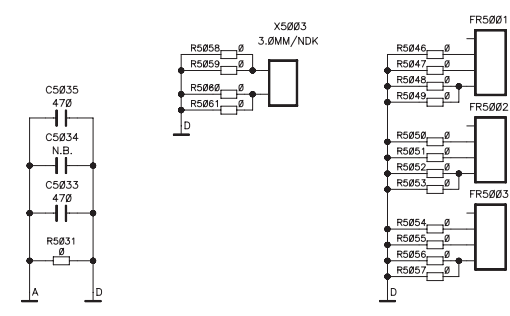 X5ØØ3
3.ØMM/NDK
R5Ø58 Ø
R5Ø59 Ø
R5Ø6Ø Ø
R5Ø61 Ø
D
C5Ø35
47Ø
C5Ø34
N.B.
C5Ø33
47Ø
R5Ø31
Ø
A
D
FR5ØØ1
R5Ø46 Ø
R5Ø47 Ø
R5Ø48 Ø
R5Ø49 Ø
FR5ØØ2
R5Ø5Ø Ø
R5Ø51 Ø
R5Ø52 Ø
R5Ø53 Ø
FR5ØØ3
R5Ø54 Ø
R5Ø55 Ø
R5Ø56 Ø
R5Ø57 Ø
D